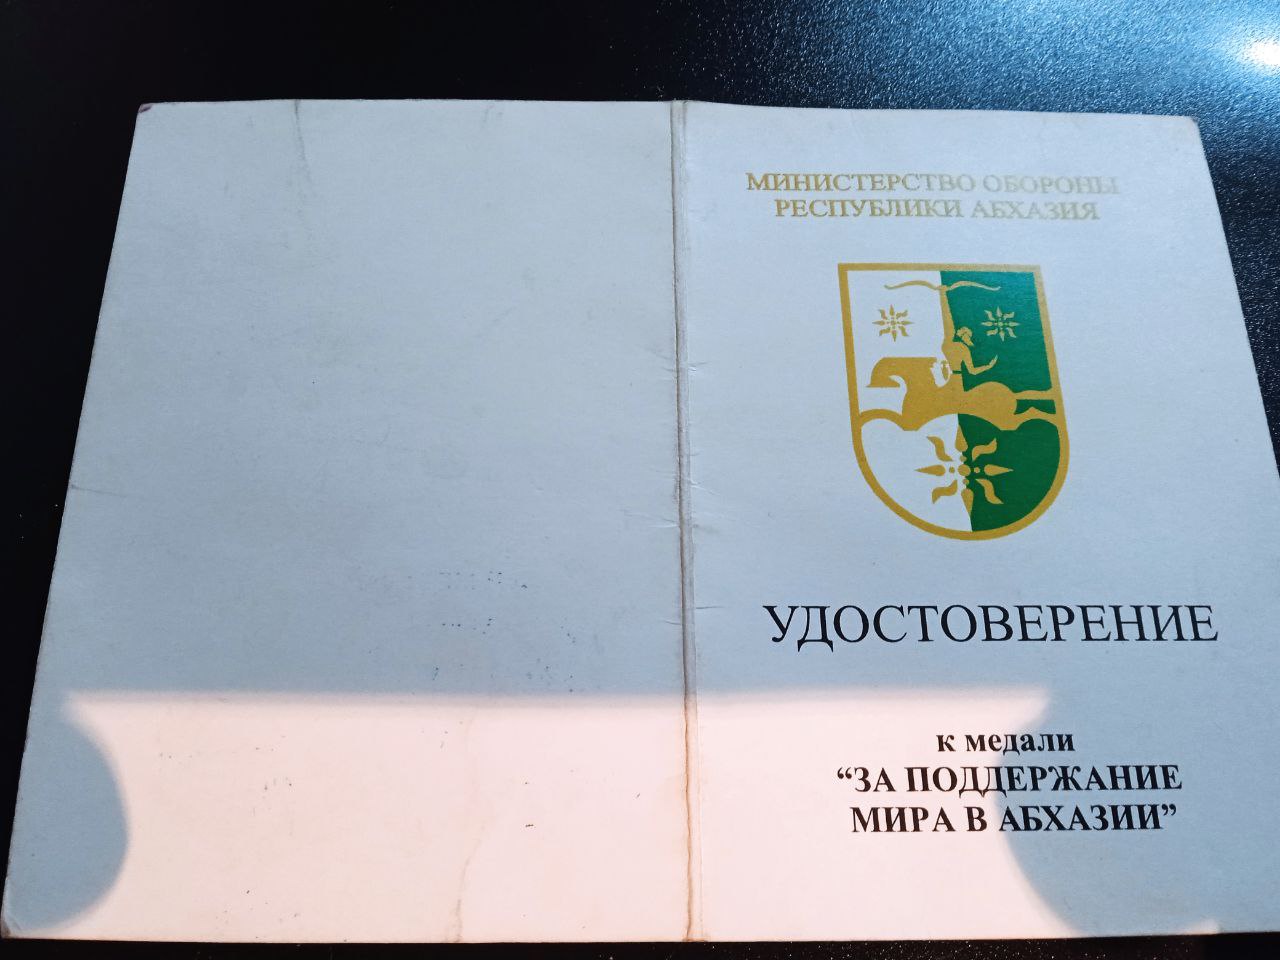 МИНИСТЕРСТВО ОБОРОНЫ
РЕСПУБЛИКИ АБХАЗИЯ
УДОСТОВЕРЕНИЕ
к медали
“ЗА ПОДДЕРЖАНИЕ
МИРА В АБХАЗИИ”